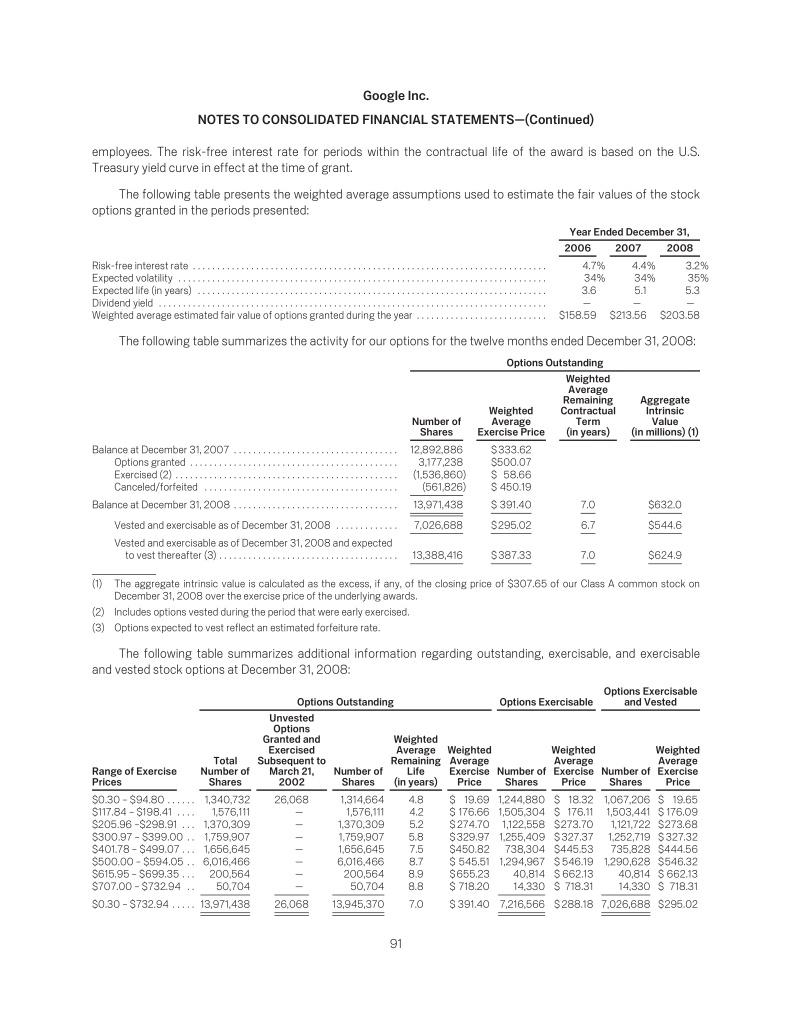 Google Inc.
NOTES TO CONSOLIDATED FINANCIAL STATEMENTS—(Continued)
employees. The risk-free interest rate for periods within the contractual life of the award is based on the U.S.
Treasury yield curve in effect at the time of grant.
The following table presents the weighted average assumptions used to estimate the fair values of the stock
options granted in the periods presented:
Year Ended December 31,
2006 2007 2008
Risk-free interest rate 4.7% 4.4% 3.2%
Expected volatility 34% 34% 35%
Expected life (in years) 3.6 5.1 5.3
Dividend yield — — —
Weighted average estimated fair value of options granted during the year $158.59 $213.56 $203.58
The following table summarizes the activity for our options for the twelve months ended December 31, 2008:
Options Outstanding
Weighted
Average
Remaining Aggregate
Weighted Contractual Intrinsic
Number of Average Term Value
Shares Exercise Price (in years) (in millions) (1)
Balance at December 31, 2007 12,892,886 $333.62
Options granted 3,177,238 $500.07
Exercised (2) (1,536,860) $ 58.66
Canceled/forfeited (561,826) $ 450.19
Balance at December 31, 2008 13,971,438 $ 391.40 7.0 $632.0
Vested and exercisable as of December 31, 2008 7,026,688 $295.02 6.7 $544.6
Vested and exercisable as of December 31, 2008 and expected
to vest thereafter (3) 13,388,416 $387.33 7.0 $624.9
(1) The aggregate intrinsic value is calculated as the excess, if any, of the closing price of $307.65 of our Class A common stock on
December 31, 2008 over the exercise price of the underlying awards.
(2) Includes options vested during the period that were early exercised.
(3) Options expected to vest reflect an estimated forfeiture rate.
The following table summarizes additional information regarding outstanding, exercisable, and exercisable
and vested stock options at December 31, 2008:
Options Outstanding Options Exercisable Options Exercisable
and Vested
Unvested
Options
Granted and Weighted
Exercised Average Weighted Weighted Weighted
Total Subsequent to Remaining Average Average Average
Range of Exercise Number of March 21, Number of Life Exercise Number of Exercise Number of Exercise
Prices Shares 2002 Shares (in years) Price Shares Price Shares Price
$0.30 – $94.80 1,340,732 26,068 1,314,664 4.8 $ 19.69 1,244,880 $ 18.32 1,067,206 $ 19.65
$117.84 – $198.41 1,576,111 — 1,576,111 4.2 $ 176.66 1,505,304 $ 176.11 1,503,441 $ 176.09
$205.96 –$298.91 1,370,309 — 1,370,309 5.2 $ 274.70 1,122,558 $273.70 1,121,722 $273.68
$300.97 – $399.00 1,759,907 — 1,759,907 5.8 $329.97 1,255,409 $ 327.37 1,252,719 $ 327.32
$401.78 – $499.07 1,656,645 — 1,656,645 7.5 $450.82 738,304 $445.53 735,828 $444.56
$500.00 – $594.05 6,016,466 — 6,016,466 8.7 $ 545.51 1,294,967 $ 546.19 1,290,628 $546.32
$615.95 – $699.35 200,564 — 200,564 8.9 $655.23 40,814 $ 662.13 40,814 $ 662.13
$707.00 – $732.94 50,704 — 50,704 8.8 $ 718.20 14,330 $ 718.31 14,330 $ 718.31
$0.30 – $732.94 13,971,438 26,068 13,945,370 7.0 $ 391.40 7,216,566 $ 288.18 7,026,688 $295.02
91